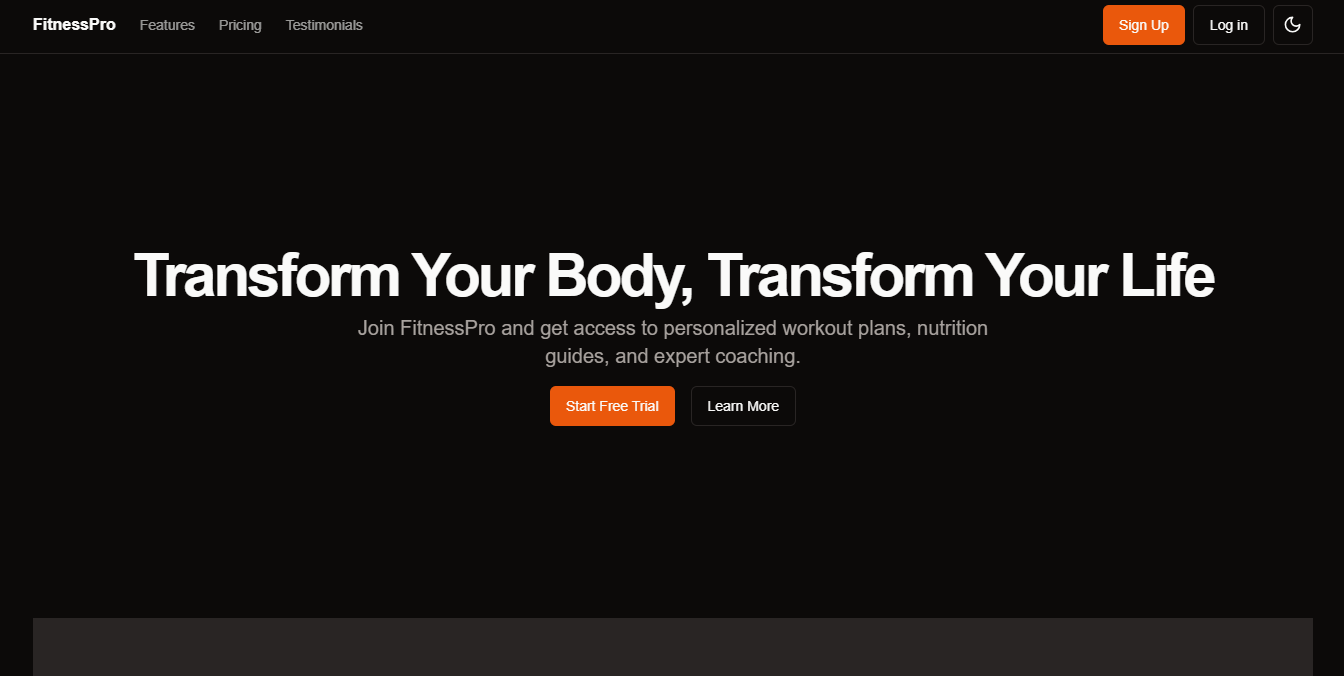 FitnessPro Features Pricing Testimonials Sign Up Log in
Transform Your Body, Transform Your Life
Join FitnessPro and get access to personalized workout plans, nutrition
guides, and expert coaching.
Start Free Trial Learn More